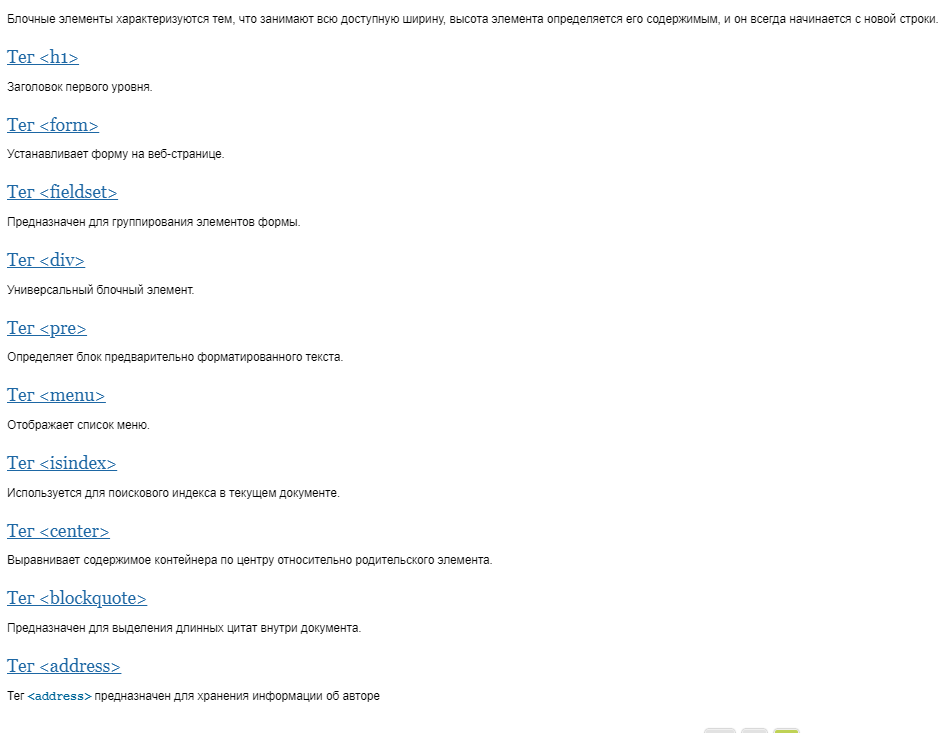 Блочные элементы характеризуются тем, что занимают всю доступную ширину, высота элемента определяется его содержимым, и он всегда начинается с новой строки.
Тег <h1>
Заголовок первого уровня.
Тег <form>
Устанавливает форму на веб-странице.
Тег <fieldset>
Предназначен для группирования элементов формы.
Тег <div>
Универсальный блочный элемент.
Тег <pre>
Определяет блок предварительно форматированного текста.
Тег <menu>
Отображает список меню.
Тег <isindex>
Используется для поискового индекса в текущем документе.
Тег <center>
Выравнивает содержимое контейнера по центру относительно родительского элемента.
Тег <blockquote>
Предназначен для выделения длинных цитат внутри документа.
Тег <address>
Тег <address> предназначен для хранения информации об авторе